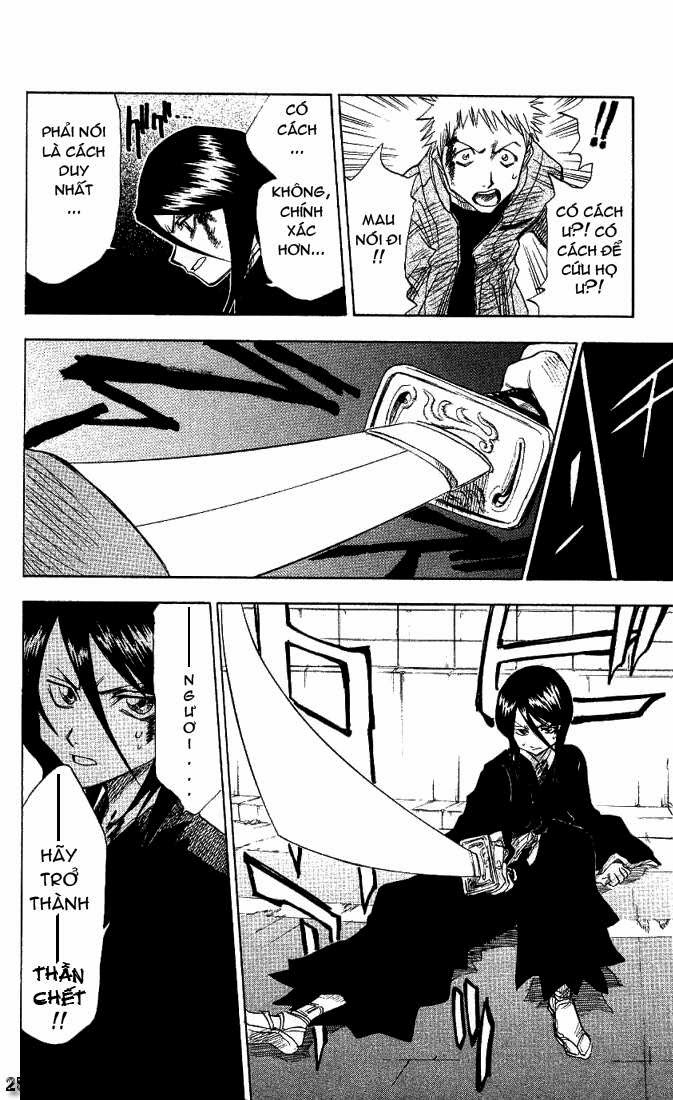 CÓ CÁCH
Ư?! CÓ
CÁCH ĐỂ
CỨU HỌ
Ư?!
MAU
NÓI ĐI
!!
CÓ
CÁCH
...
KHÔNG,
CHÍNH
XÁC
HƠN...
PHẢI NÓI
LÀ CÁCH
DUY
NHẤT
...
NGƯƠI....
HÃY
TRỞ
THÀNH
THẦN
CHẾT
!!